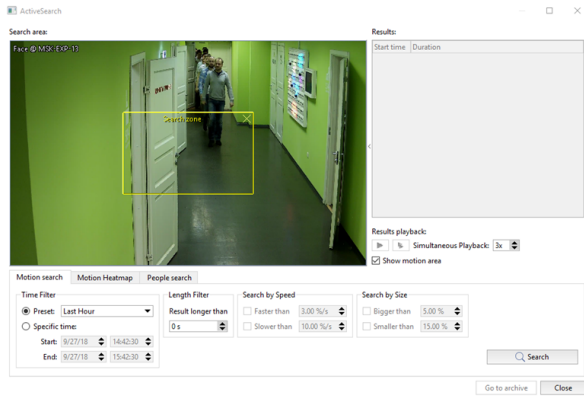 ActiveSearch
Search area:
Face @ MSK-EXP-13
Search zone
Results:
Start time Duration
Results playback:
Simultaneous Playback: 3x
Show motion area
Motion search Motion Heatmap People search
Time Filter
Preset: Last Hour
Specific time:
Start: 9/27/18 14:42:30
End: 9/27/18 15:42:30
Length Filter
Result longer than
0 s
Search by Speed
Faster than 3.00 %/s
Slower than 10.00 %/s
Search by Size
Bigger than 5.00 %
Smaller than 15.00 %
Search
Go to archive Close